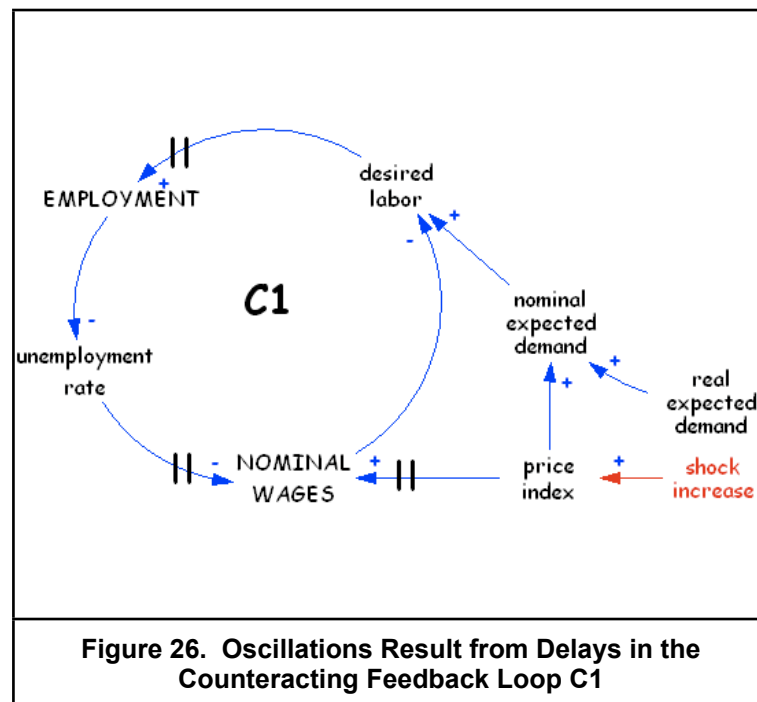 desired
labor
+
EMPLOYMENT
+
-
C1
nominal
expected
demand
-
unemployment
rate
+
+
real
expected
demand
-
NOMINAL
WAGES
+
price
index
+
shock
increase
Figure 26. Oscillations Result from Delays in the
Counteracting Feedback Loop C1